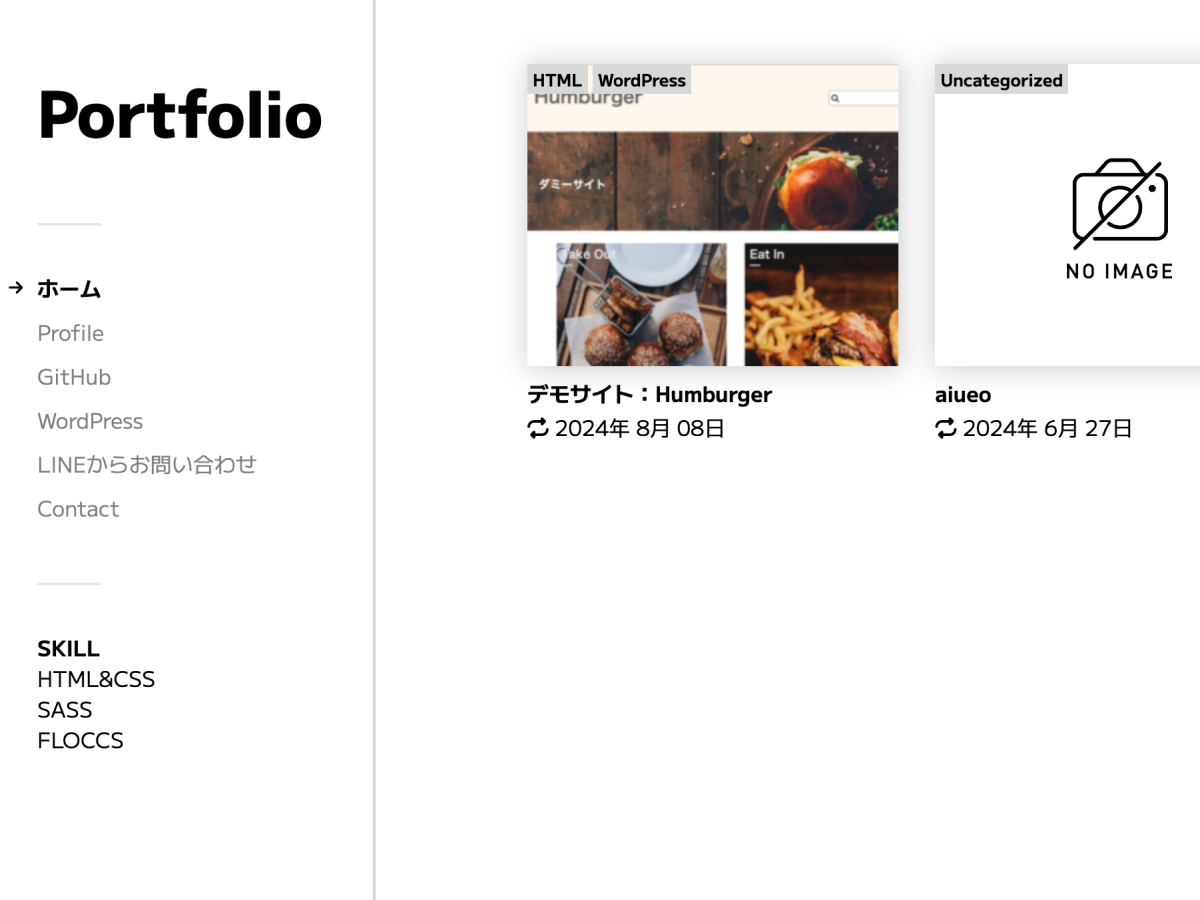 Portfolio
ホーム
Profile
GitHub
WordPress
LINEからお問い合わせ
Contact
SKILL
HTML&CSS
SASS
FLOCCS
HTML WordPress
Humburger
ダミーサイト
Take Out
Eat In
デモサイト：Humburger
2024年 8月 08日
Uncategorized
NO IMAGE
aiueo
2024年 6月 27日